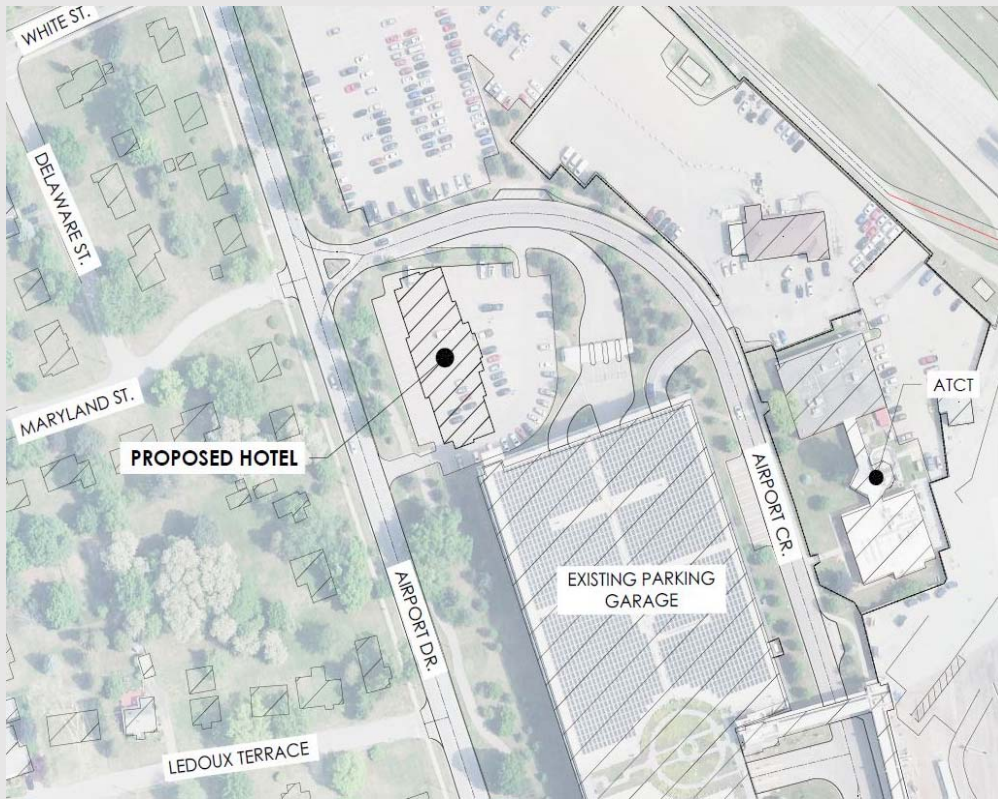 WHITE ST.
DELAWARE ST.
MARYLAND ST.
PROPOSED HOTEL
ATCT
AIRPORT CR.
EXISTING PARKING
GARAGE
AIRPORT DR.
LEDOUX TERRACE